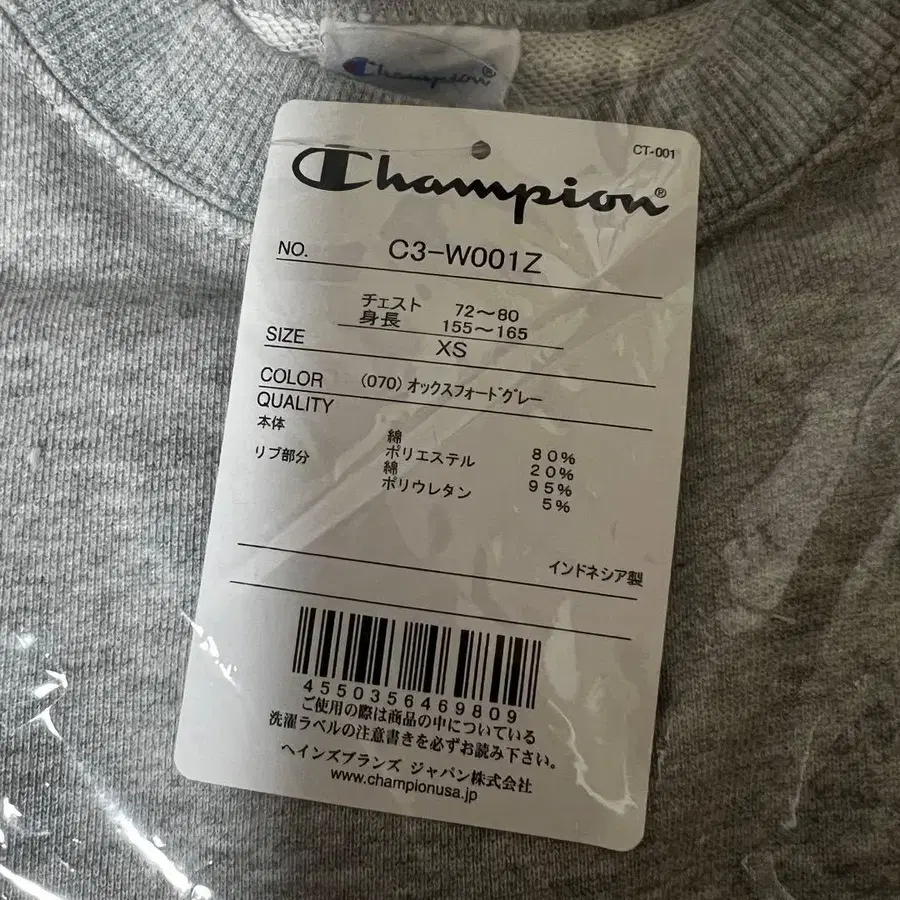 Champion®
CT-001
Champion®
NO. C3-W001Z
チェスト 72～80
身長 155～165
SIZE XS
COLOR (070) オックスフォードグレー
QUALITY
本体 綿 80%
ポリエステル 20%
リブ部分 綿 95%
ポリウレタン 5%
インドネシア製
4550356469809
ご使用の際は商品の中についている
洗濯ラベルの注意書きを必ずお読み下さい。
ヘインズブランズ ジャパン株式会社
www.championusa.jp